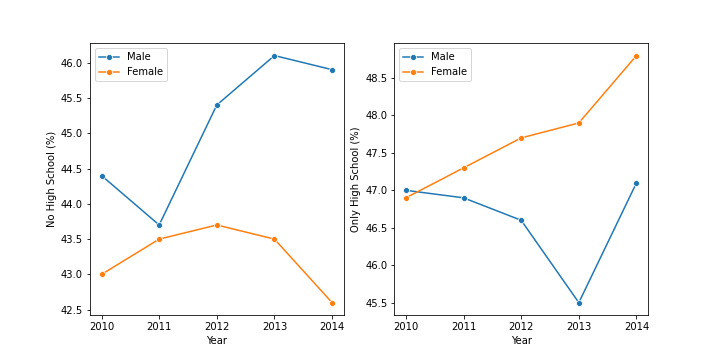 Male
Female
46.0
45.5
45.0
44.5
44.0
43.5
43.0
42.5
No High School (%)
2010 2011 2012 2013 2014
Year
Male
Female
48.5
48.0
47.5
47.0
46.5
46.0
45.5
Only High School (%)
2010 2011 2012 2013 2014
Year